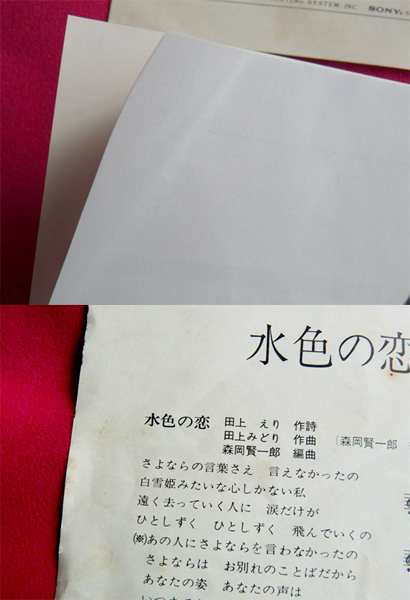 SYSTEM, INC. SONY
水色の恋
水色の恋 田上 えり 作詩
田上みどり 作曲 (森岡賢一郎
森岡賢一郎 編曲
さよならの言葉さえ 言えなかったの
白雪姫みたいな心しかない私
遠く去っていく人に 涙だけが
ひとしずく ひとしずく 飛んでいくの
(※)あの人にさよならを言わなかったの
さよならは お別れのことばだから
あなたの姿 あなたの声は